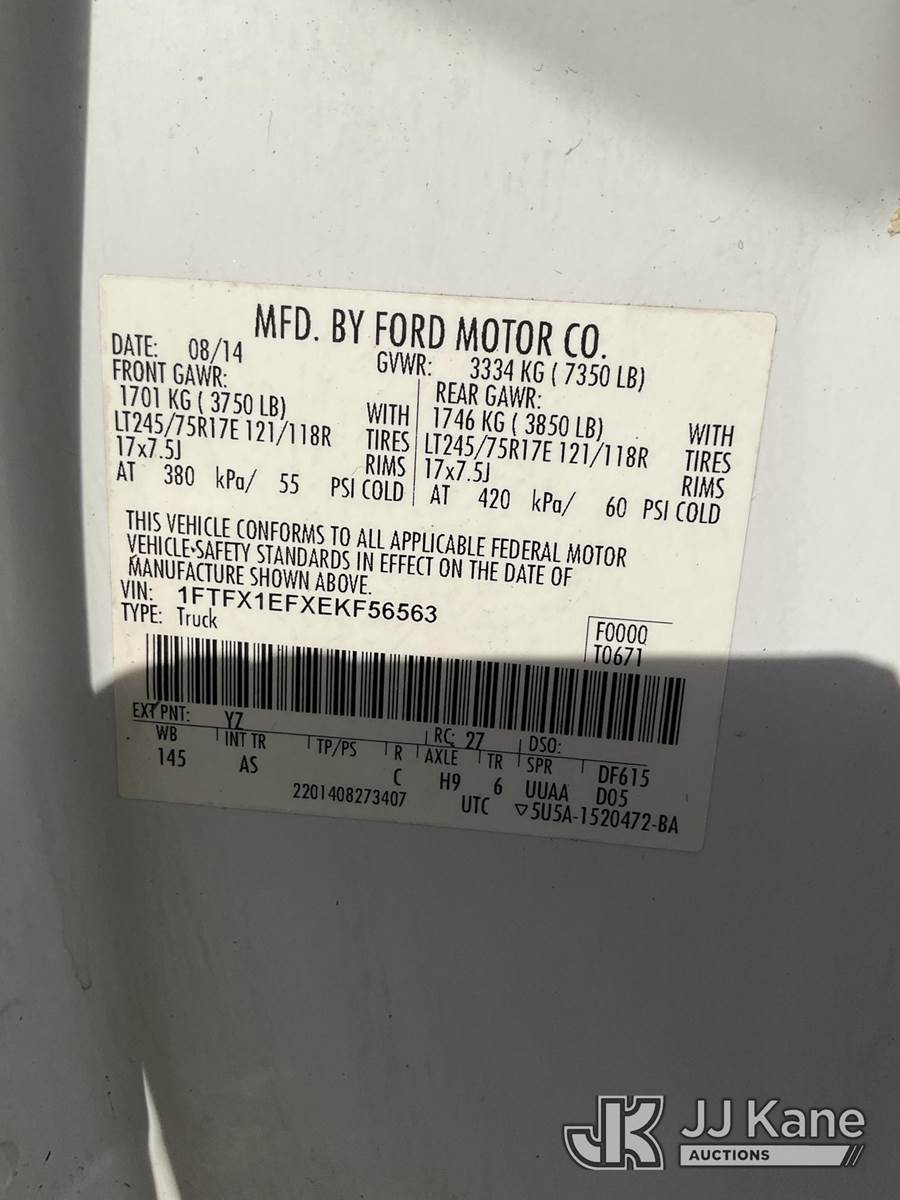 MFD. BY FORD MOTOR CO.
DATE: 08/14
GVWR: 3334 KG ( 7350 LB)
FRONT GAWR:
1701 KG ( 3750 LB) WITH
LT245/75R17E 121/118R TIRES
17x7.5J RIMS
AT 380 kPa/ 55 PSI COLD
REAR GAWR:
1746 KG ( 3850 LB) WITH
LT245/75R17E 121/118R TIRES
17x7.5J RIMS
AT 420 kPa/ 60 PSI COLD
THIS VEHICLE CONFORMS TO ALL APPLICABLE FEDERAL MOTOR
VEHICLE SAFETY STANDARDS IN EFFECT ON THE DATE OF
MANUFACTURE SHOWN ABOVE.
VIN: 1FTFX1EFXEKF56563
TYPE: Truck
F0000
T0671
EXT PNT: YZ RC: 27 DSO:
WB INT TR TP/PS R AXLE TR SPR DF615
145 AS C H9 6 UUAA D05
2201408273407 UTC ▽5U5A-1520472-BA
JK JJ Kane
AUCTIONS